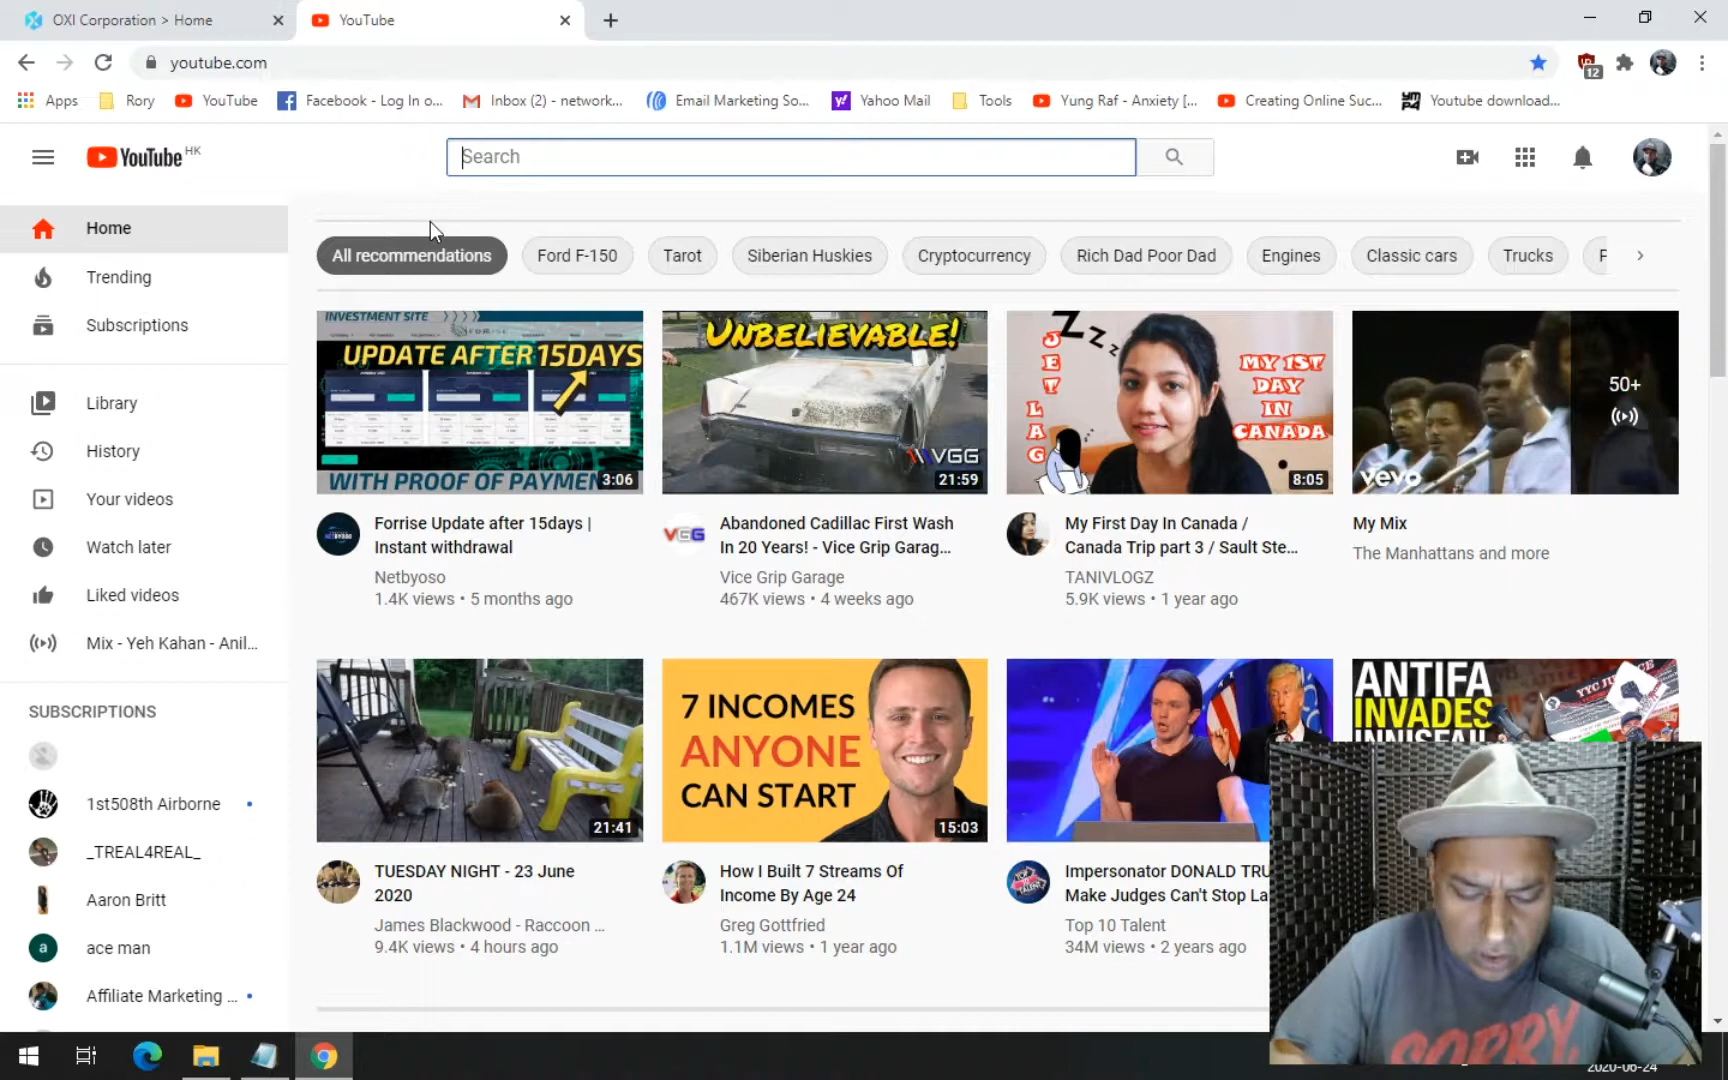 OXI Corporation > Home
YouTube
youtube.com
12
Apps
Rory
YouTube
Facebook - Log In o...
Inbox (2) - network...
Email Marketing So...
Yahoo Mail
Tools
Yung Raf - Anxiety [...
Creating Online Suc...
Youtube download...
YouTube HK
Search
Home
Trending
Subscriptions
Library
History
Your videos
Watch later
Liked videos
Mix - Yeh Kahan - Anil...
SUBSCRIPTIONS
1st508th Airborne
_TREAL4REAL_
Aaron Britt
ace man
Affiliate Marketing ...
All recommendations
Ford F-150
Tarot
Siberian Huskies
Cryptocurrency
Rich Dad Poor Dad
Engines
Classic cars
Trucks
INVESTMENT SITE
UPDATE AFTER 15DAYS
WITH PROOF OF PAYMEN
3:06
Forrise Update after 15days |
Instant withdrawal
Netbyoso
1.4K views • 5 months ago
UNBELIEVABLE!
VGG
21:59
VGG
Abandoned Cadillac First Wash
In 20 Years! - Vice Grip Garag...
Vice Grip Garage
467K views • 4 weeks ago
JET LAG
ZZZz
MY 1ST
DAY
IN
CANADA
8:05
My First Day In Canada /
Canada Trip part 3 / Sault Ste...
TANIVLOGZ
5.9K views • 1 year ago
vevo
50+
My Mix
The Manhattans and more
21:41
TUESDAY NIGHT - 23 June
2020
James Blackwood - Raccoon ...
9.4K views • 4 hours ago
7 INCOMES
ANYONE
CAN START
15:03
How I Built 7 Streams Of
Income By Age 24
Greg Gottfried
1.1M views • 1 year ago
Impersonator DONALD TRU
Make Judges Can't Stop La
Top 10 Talent
34M views • 2 years ago
ANTIFA
INVADES
INNISFAIL
SORRY,
2020-06-24